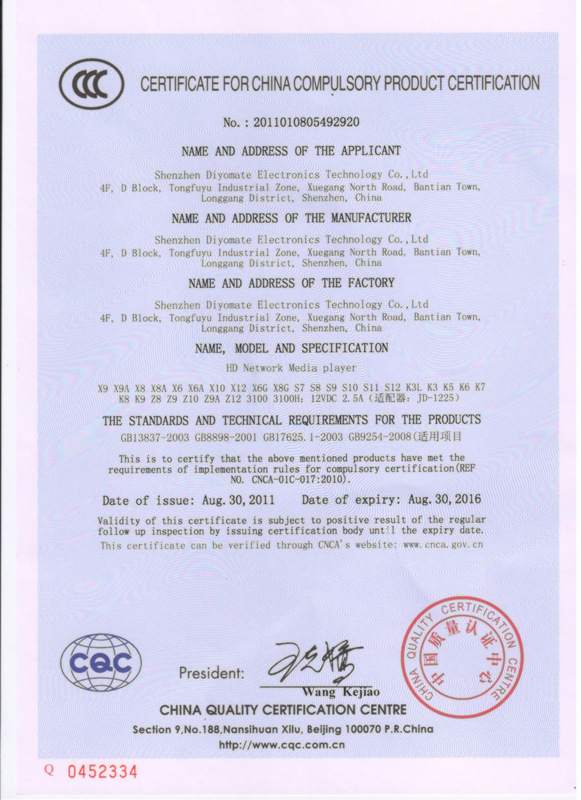 CCC
CERTIFICATE FOR CHINA COMPULSORY PRODUCT CERTIFICATION
No. : 2011010805492920
NAME AND ADDRESS OF THE APPLICANT
Shenzhen Diyomate Electronics Technology Co.,Ltd
4F, D Block, Tongfuyu Industrial Zone, Xuegang North Road, Bantian Town,
Longgang District, Shenzhen, China
NAME AND ADDRESS OF THE MANUFACTURER
Shenzhen Diyomate Electronics Technology Co.,Ltd
4F, D Block, Tongfuyu Industrial Zone, Xuegang North Road, Bantian Town,
Longgang District, Shenzhen, China
NAME AND ADDRESS OF THE FACTORY
Shenzhen Diyomate Electronics Technology Co.,Ltd
4F, D Block, Tongfuyu Industrial Zone, Xuegang North Road, Bantian Town,
Longgang District, Shenzhen, China
NAME, MODEL AND SPECIFICATION
HD Network Media player
X9 X9A X8 X8A X6 X6A X10 X12 X6G X8G S7 S8 S9 S10 S11 S12 K3L K3 K5 K6 K7
K8 K9 Z8 Z9 Z10 Z9A Z12 3100 3100H: 12VDC 2.5A (适配器: JD-1225)
THE STANDARDS AND TECHNICAL REQUIREMENTS FOR THE PRODUCTS
GB13837-2003 GB8898-2001 GB17625.1-2003 GB9254-2008(适用项目
This is to certify that the above mentioned products have met the
requirements of implementation rules for compulsory certification(REF
NO. CNCA-01C-017:2010).
Date of issue: Aug. 30, 2011 Date of expiry: Aug. 30, 2016
Validity of this certificate is subject to positive result of the regular
follow up inspection by issuing certification body until the expiry date.
This certificate can be verified through CNCA's website: www.cnca.gov.cn
CQC
President:
Wang Kejiao
CHINA QUALITY CERTIFICATION CENTRE
中国质量认证中心
CHINA QUALITY CERTIFICATION CENTRE
Section 9,No.188,Nansihuan Xilu, Beijing 100070 P.R.China
http://www.cqc.com.cn
Q 0452334